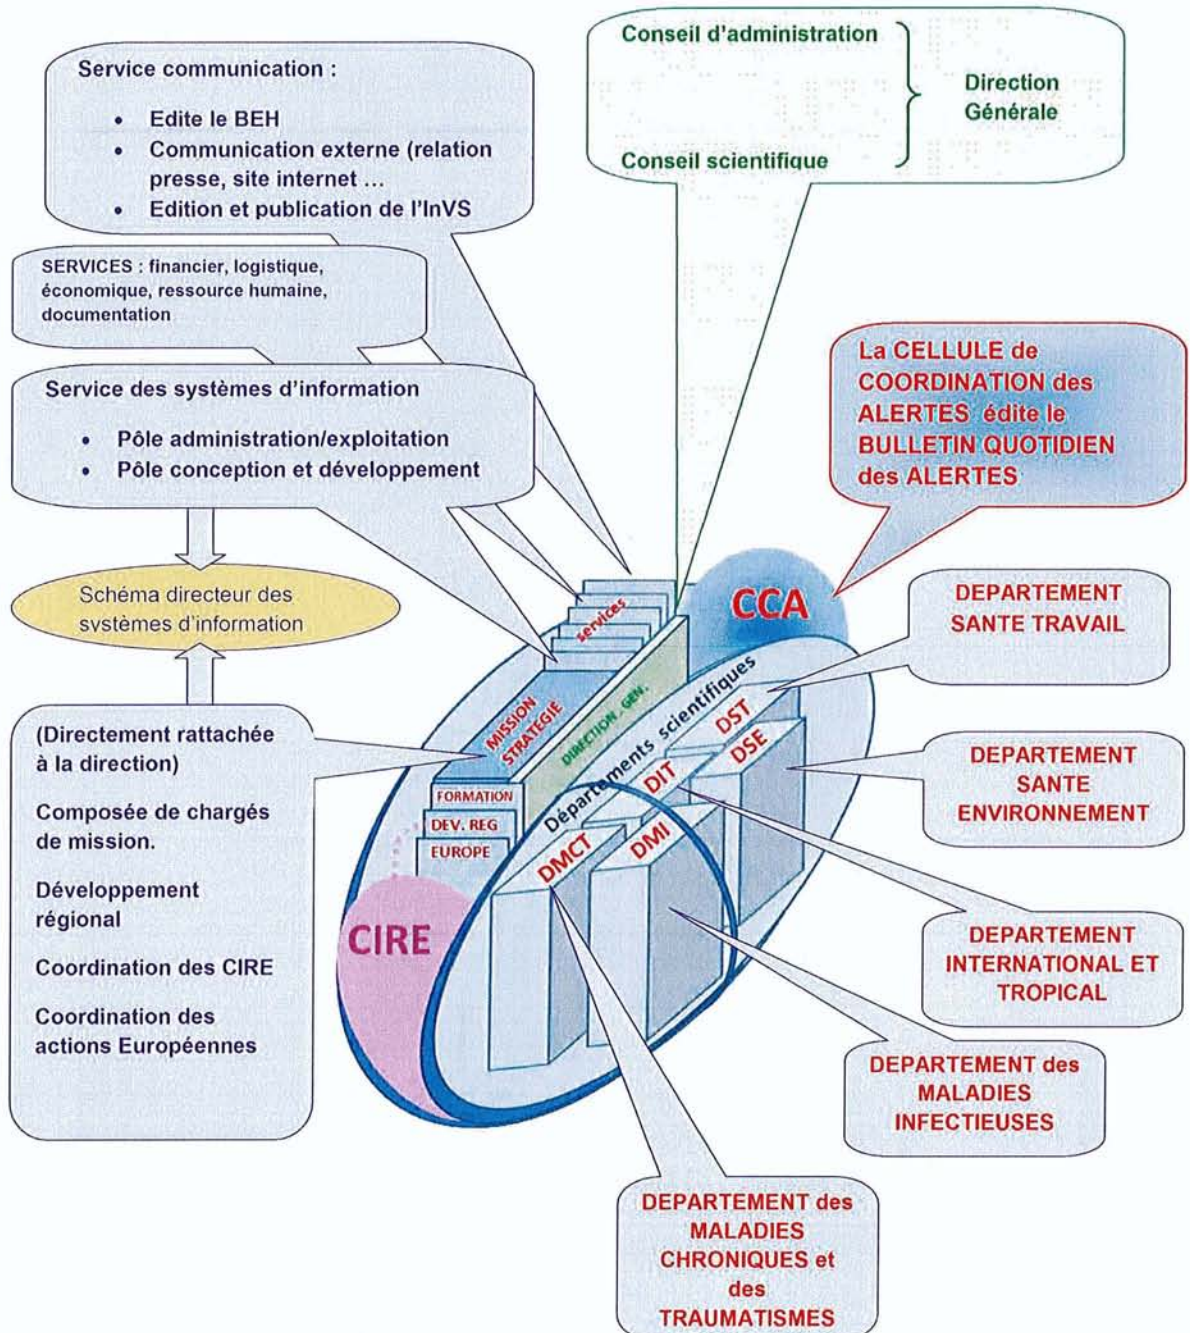 Conseil d'administration
Direction
Générale
Conseil scientifique
Service communication :
• Edite le BEH
• Communication externe (relation
presse, site internet …
• Edition et publication de l'InVS
SERVICES : financier, logistique,
économique, ressource humaine,
documentation
Service des systèmes d'information
• Pôle administration/exploitation
• Pôle conception et développement
Schéma directeur des
systèmes d'information
(Directement rattachée
à la direction)
Composée de chargés
de mission.
Développement
régional
Coordination des CIRE
Coordination des
actions Européennes
La CELLULE de
COORDINATION des
ALERTES édite le
BULLETIN QUOTIDIEN
des ALERTES
services
CCA
MISSION
STRATEGIE
DIRECTION . GEN.
Départements scientifiques
FORMATION
DEV. REG
EUROPE
CIRE
DST
DSE
DIT
DMI
DMCT
DEPARTEMENT
SANTE TRAVAIL
DEPARTEMENT
SANTE
ENVIRONNEMENT
DEPARTEMENT
INTERNATIONAL ET
TROPICAL
DEPARTEMENT des
MALADIES
INFECTIEUSES
DEPARTEMENT des
MALADIES
CHRONIQUES et
des
TRAUMATISMES